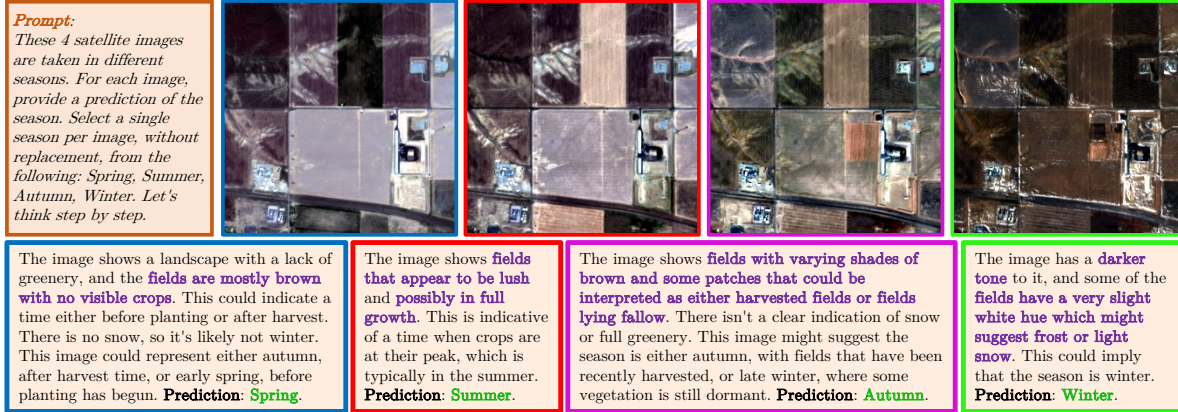 Prompt:
These 4 satellite images
are taken in different
seasons. For each image,
provide a prediction of the
season. Select a single
season per image, without
replacement, from the
following: Spring, Summer,
Autumn, Winter. Let's
think step by step.
The image shows a landscape with a lack of
greenery, and the fields are mostly brown
with no visible crops. This could indicate a
time either before planting or after harvest.
There is no snow, so it's likely not winter.
This image could represent either autumn,
after harvest time, or early spring, before
planting has begun. Prediction: Spring.
The image shows fields
that appear to be lush
and possibly in full
growth. This is indicative
of a time when crops are
at their peak, which is
typically in the summer.
Prediction: Summer.
The image shows fields with varying shades of
brown and some patches that could be
interpreted as either harvested fields or fields
lying fallow. There isn't a clear indication of snow
or full greenery. This image might suggest the
season is either autumn, with fields that have been
recently harvested, or late winter, where some
vegetation is still dormant. Prediction: Autumn.
The image has a darker
tone to it, and some of the
fields have a very slight
white hue which might
suggest frost or light
snow. This could imply
that the season is winter.
Prediction: Winter.